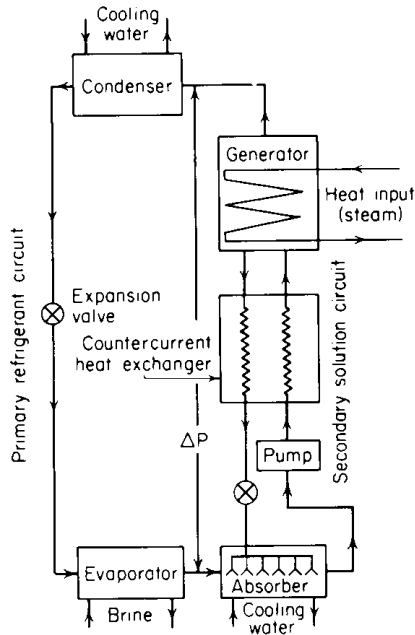 Cooling
water
Condenser
Generator
Heat input
(steam)
Primary refrigerant circuit
Expansion
valve
Countercurrent
heat exchanger
Secondary solution circuit
ΔP
Pump
Evaporator
Absorber
Brine
Cooling
water